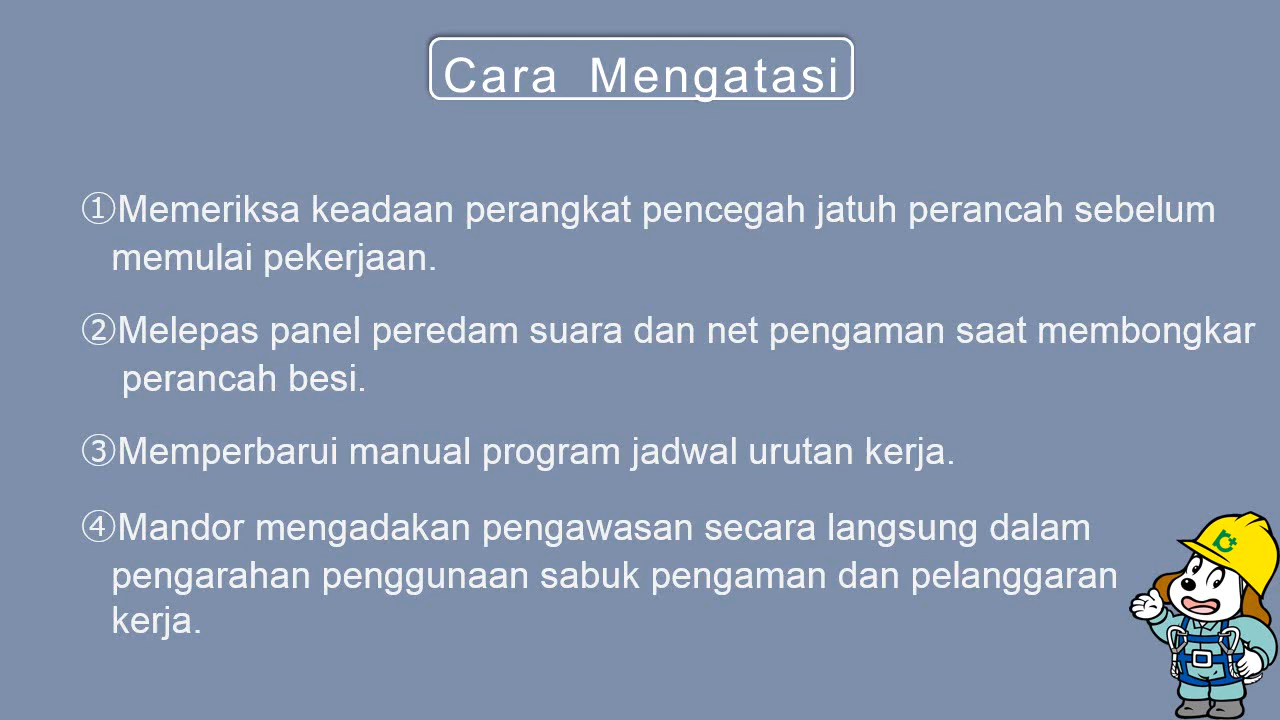 Cara Mengatasi
①Memeriksa keadaan perangkat pencegah jatuh perancah sebelum
memulai pekerjaan.
②Melepas panel peredam suara dan net pengaman saat membongkar
perancah besi.
③Memperbarui manual program jadwal urutan kerja.
④Mandor mengadakan pengawasan secara langsung dalam
pengarahan penggunaan sabuk pengaman dan pelanggaran
kerja.